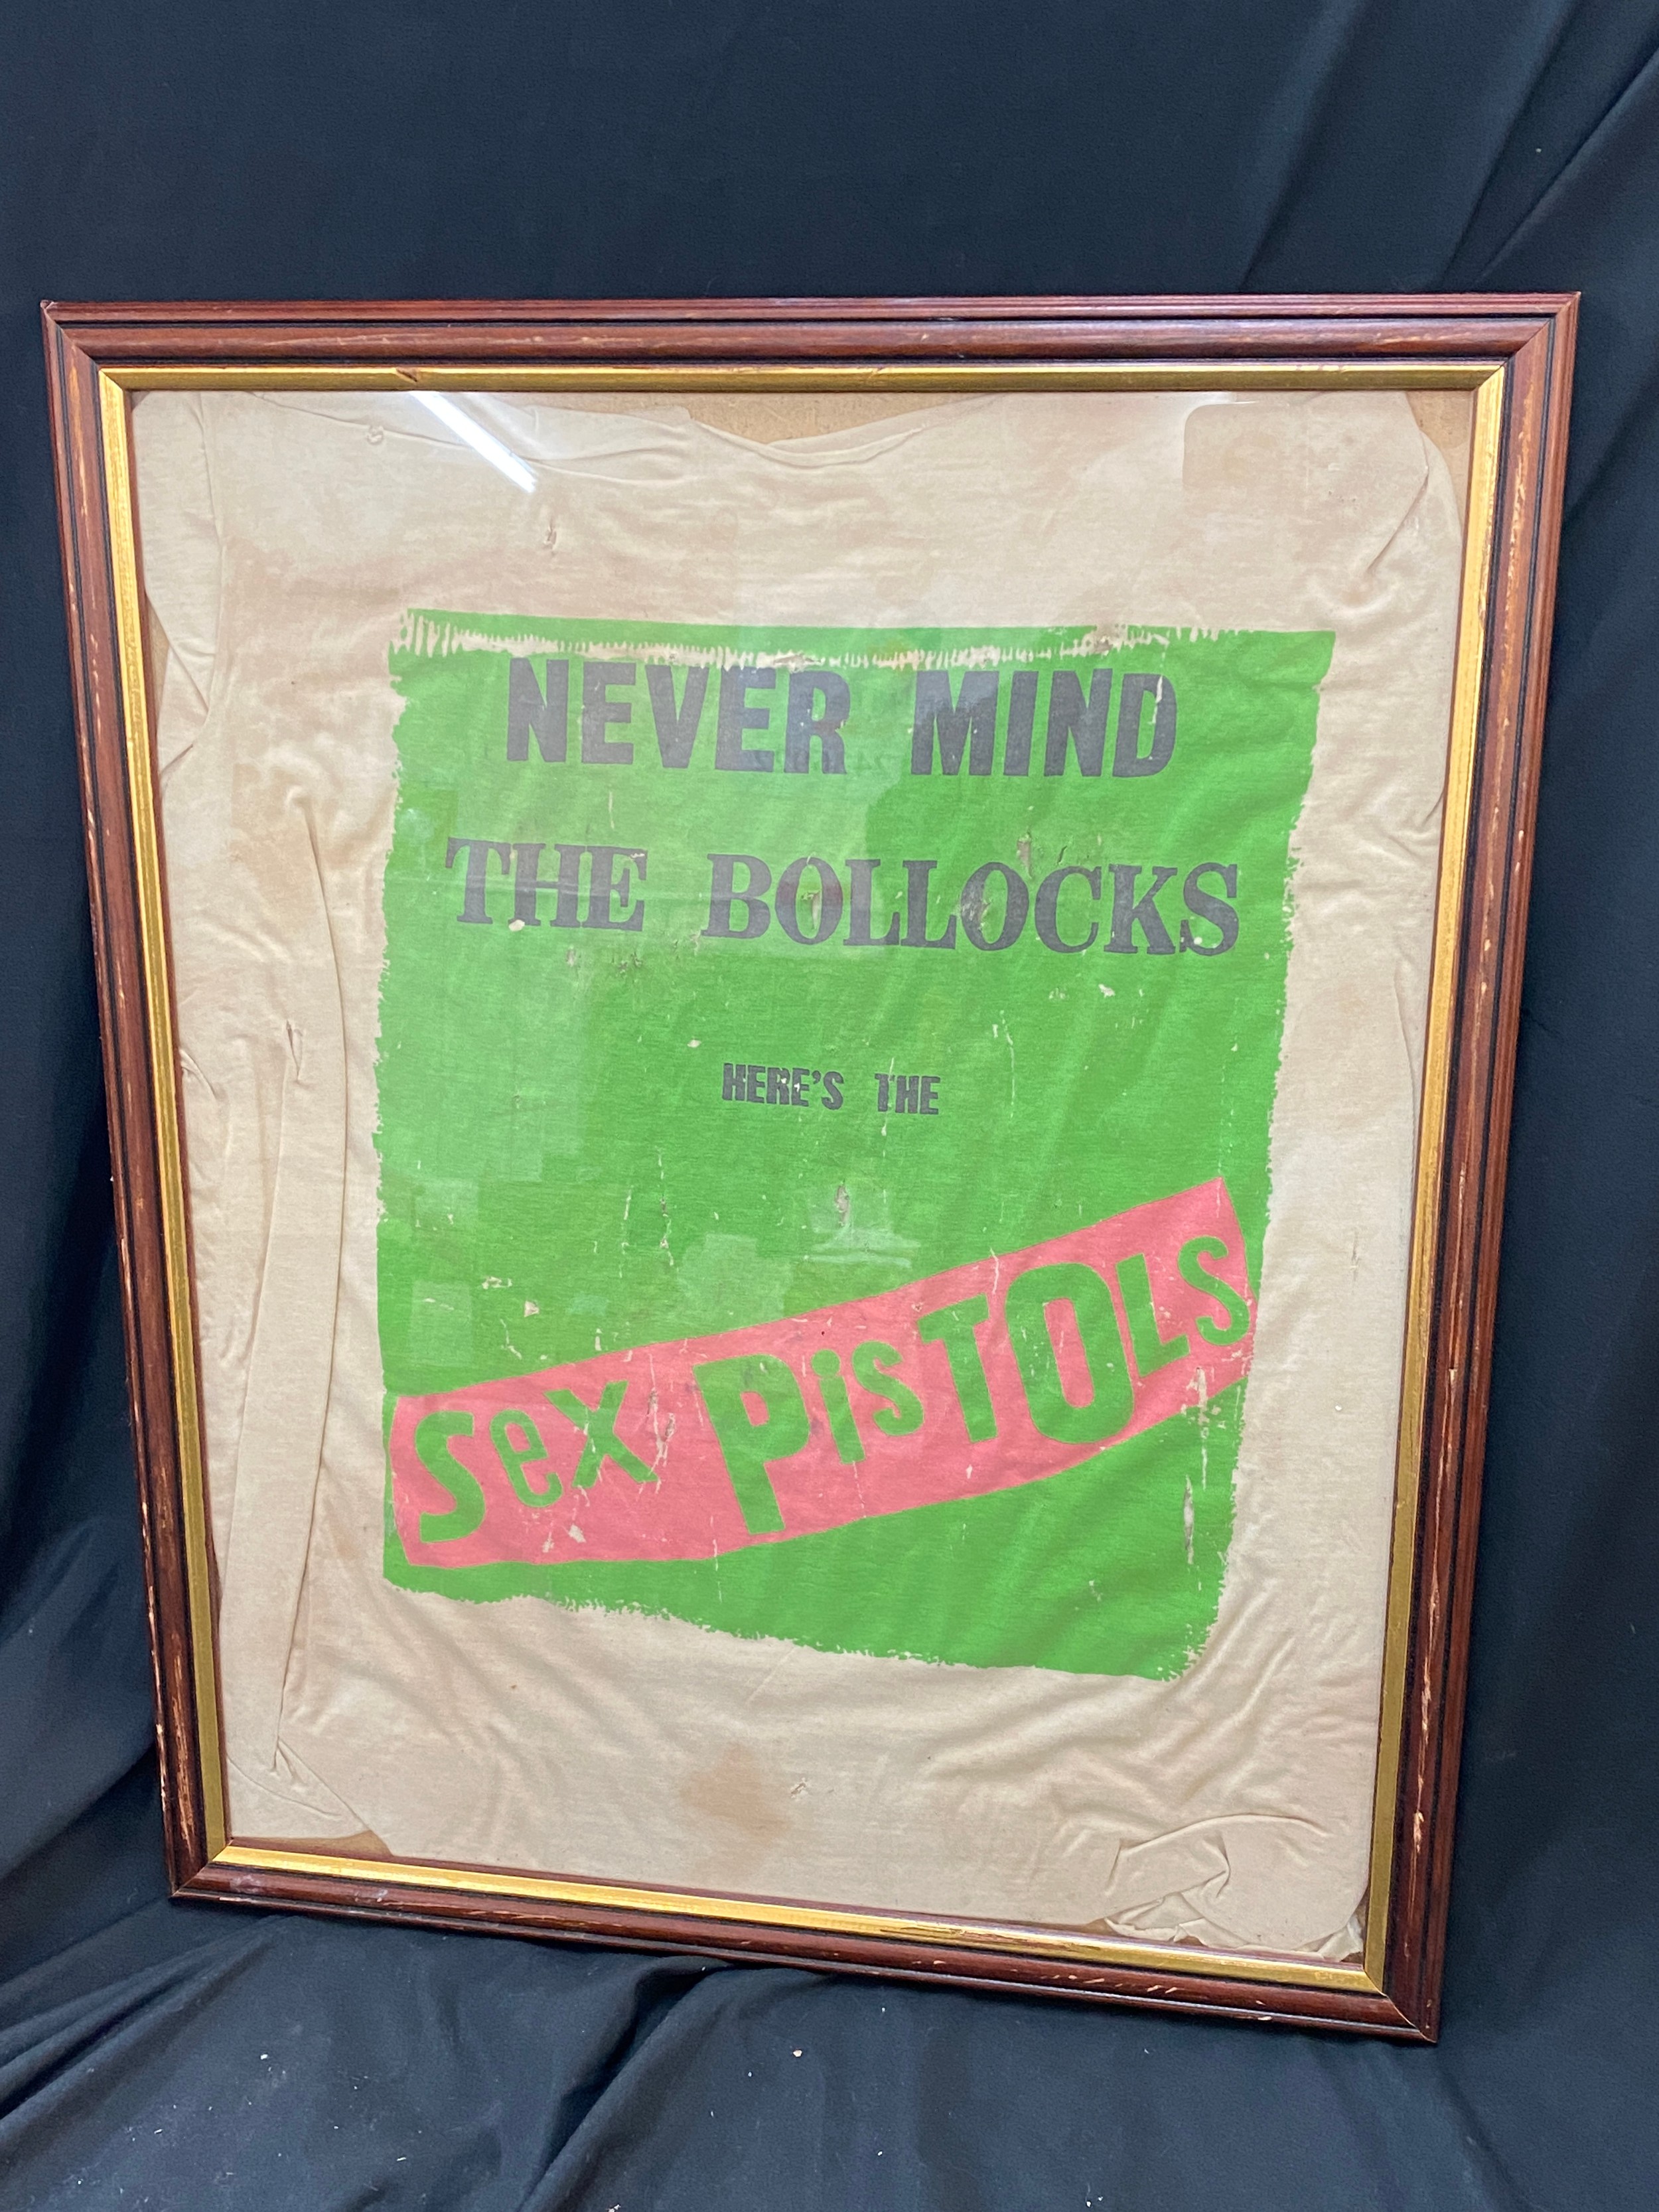 NEVER MIND
THE BOLLOCKS
HERE'S THE
Sex PisTOLs